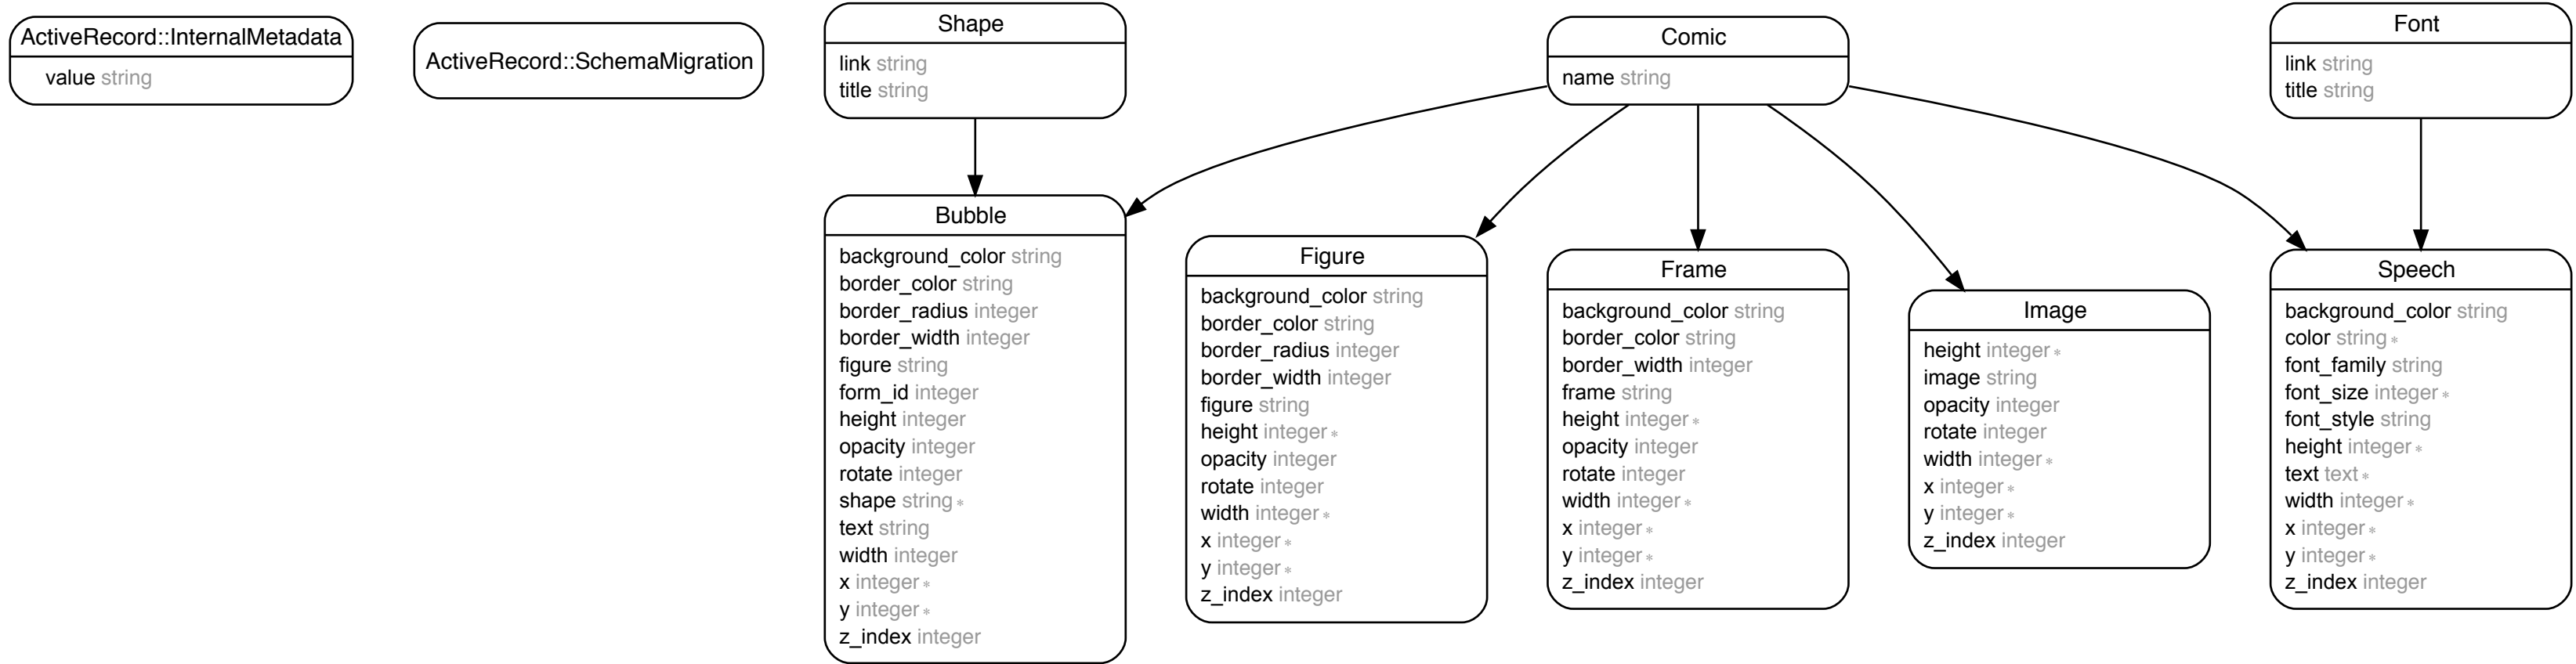 ActiveRecord::InternalMetadata
value string
ActiveRecord::SchemaMigration
Shape
link string
title string
Comic
name string
Font
link string
title string
Bubble
background_color string
border_color string
border_radius integer
border_width integer
figure string
form_id integer
height integer
opacity integer
rotate integer
shape string *
text string
width integer
x integer *
y integer *
z_index integer
Figure
background_color string
border_color string
border_radius integer
border_width integer
figure string
height integer *
opacity integer
rotate integer
width integer *
x integer *
y integer *
z_index integer
Frame
background_color string
border_color string
border_width integer
frame string
height integer *
opacity integer
rotate integer
width integer *
x integer *
y integer *
z_index integer
Image
height integer *
image string
opacity integer
rotate integer
width integer *
x integer *
y integer *
z_index integer
Speech
background_color string
color string *
font_family string
font_size integer *
font_style string
height integer *
text text *
width integer *
x integer *
y integer *
z_index integer